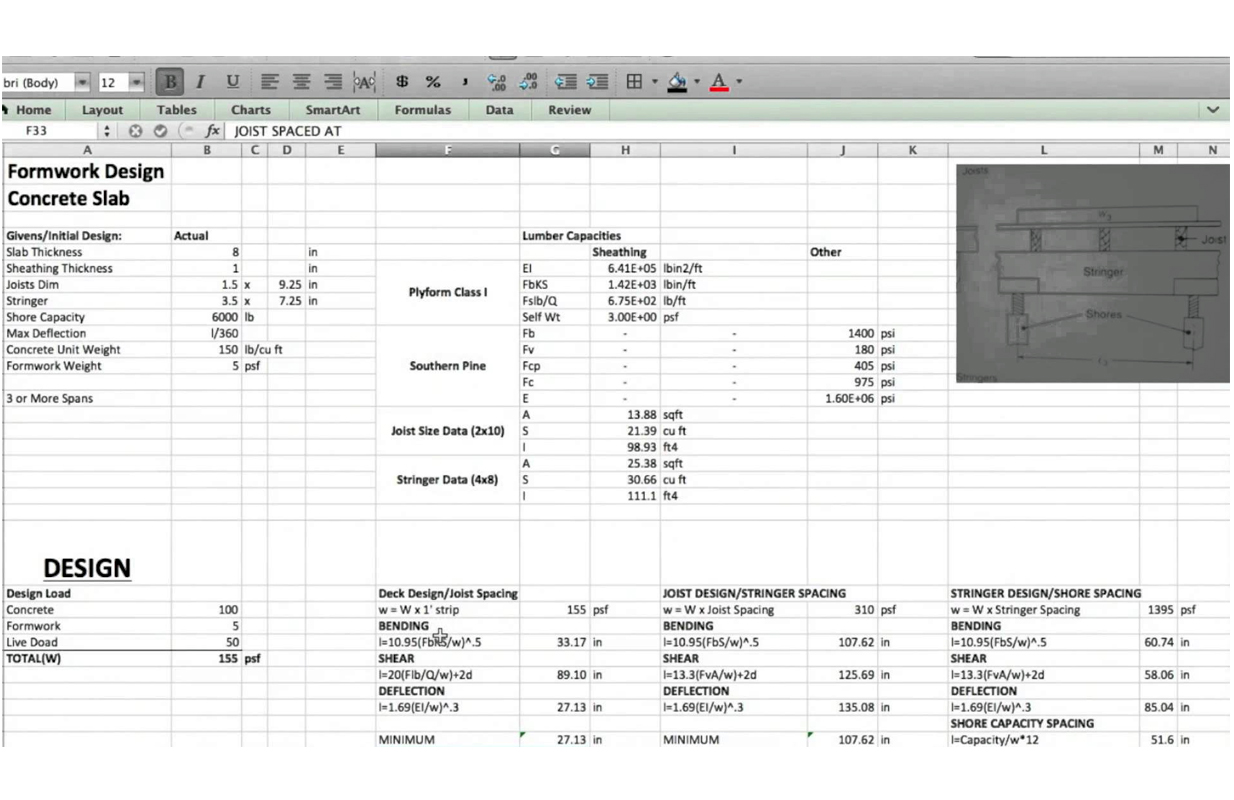 bri (Body) 12 B I U $ % ,
Home Layout Tables Charts SmartArt Formulas Data Review
F33 fx JOIST SPACED AT
A B C D E F G H I J K L M N
Formwork Design
Concrete Slab
Joists
Givens/Initial Design: Actual Lumber Capacities
Slab Thickness 8 in Sheathing Other
Sheathing Thickness 1 in EI 6.41E+05 lbin2/ft
Joists Dim 1.5 x 9.25 in Plyform Class I FbKS 1.42E+03 lbin/ft
Stringer 3.5 x 7.25 in Fslb/Q 6.75E+02 lb/ft
Shore Capacity 6000 lb Self Wt 3.00E+00 psf
Max Deflection l/360 Fb - - 1400 psi
Concrete Unit Weight 150 lb/cu ft Fv - - 180 psi
Formwork Weight 5 psf Southern Pine Fcp - - 405 psi
Fc - - 975 psi
3 or More Spans E - - 1.60E+06 psi
A 13.88 sqft
Joist Size Data (2x10) S 21.39 cu ft
I 98.93 ft4
A 25.38 sqft
Stringer Data (4x8) S 30.66 cu ft
I 111.1 ft4
Joist
Stringer
Shores
Stringers
DESIGN
Design Load Deck Design/Joist Spacing JOIST DESIGN/STRINGER SPACING STRINGER DESIGN/SHORE SPACING
Concrete 100 w = W x 1' strip 155 psf w = W x Joist Spacing 310 psf w = W x Stringer Spacing 1395 psf
Formwork 5 BENDING BENDING BENDING
Live Doad 50 l=10.95(FbKS/w)^.5 33.17 in l=10.95(FbS/w)^.5 107.62 in l=10.95(FbS/w)^.5 60.74 in
TOTAL(W) 155 psf SHEAR SHEAR SHEAR
l=20(Flb/Q/w)+2d 89.10 in l=13.3(FvA/w)+2d 125.69 in l=13.3(FvA/w)+2d 58.06 in
DEFLECTION DEFLECTION DEFLECTION
l=1.69(EI/w)^.3 27.13 in l=1.69(EI/w)^.3 135.08 in l=1.69(EI/w)^.3 85.04 in
SHORE CAPACITY SPACING
MINIMUM 27.13 in MINIMUM 107.62 in l=Capacity/w*12 51.6 in